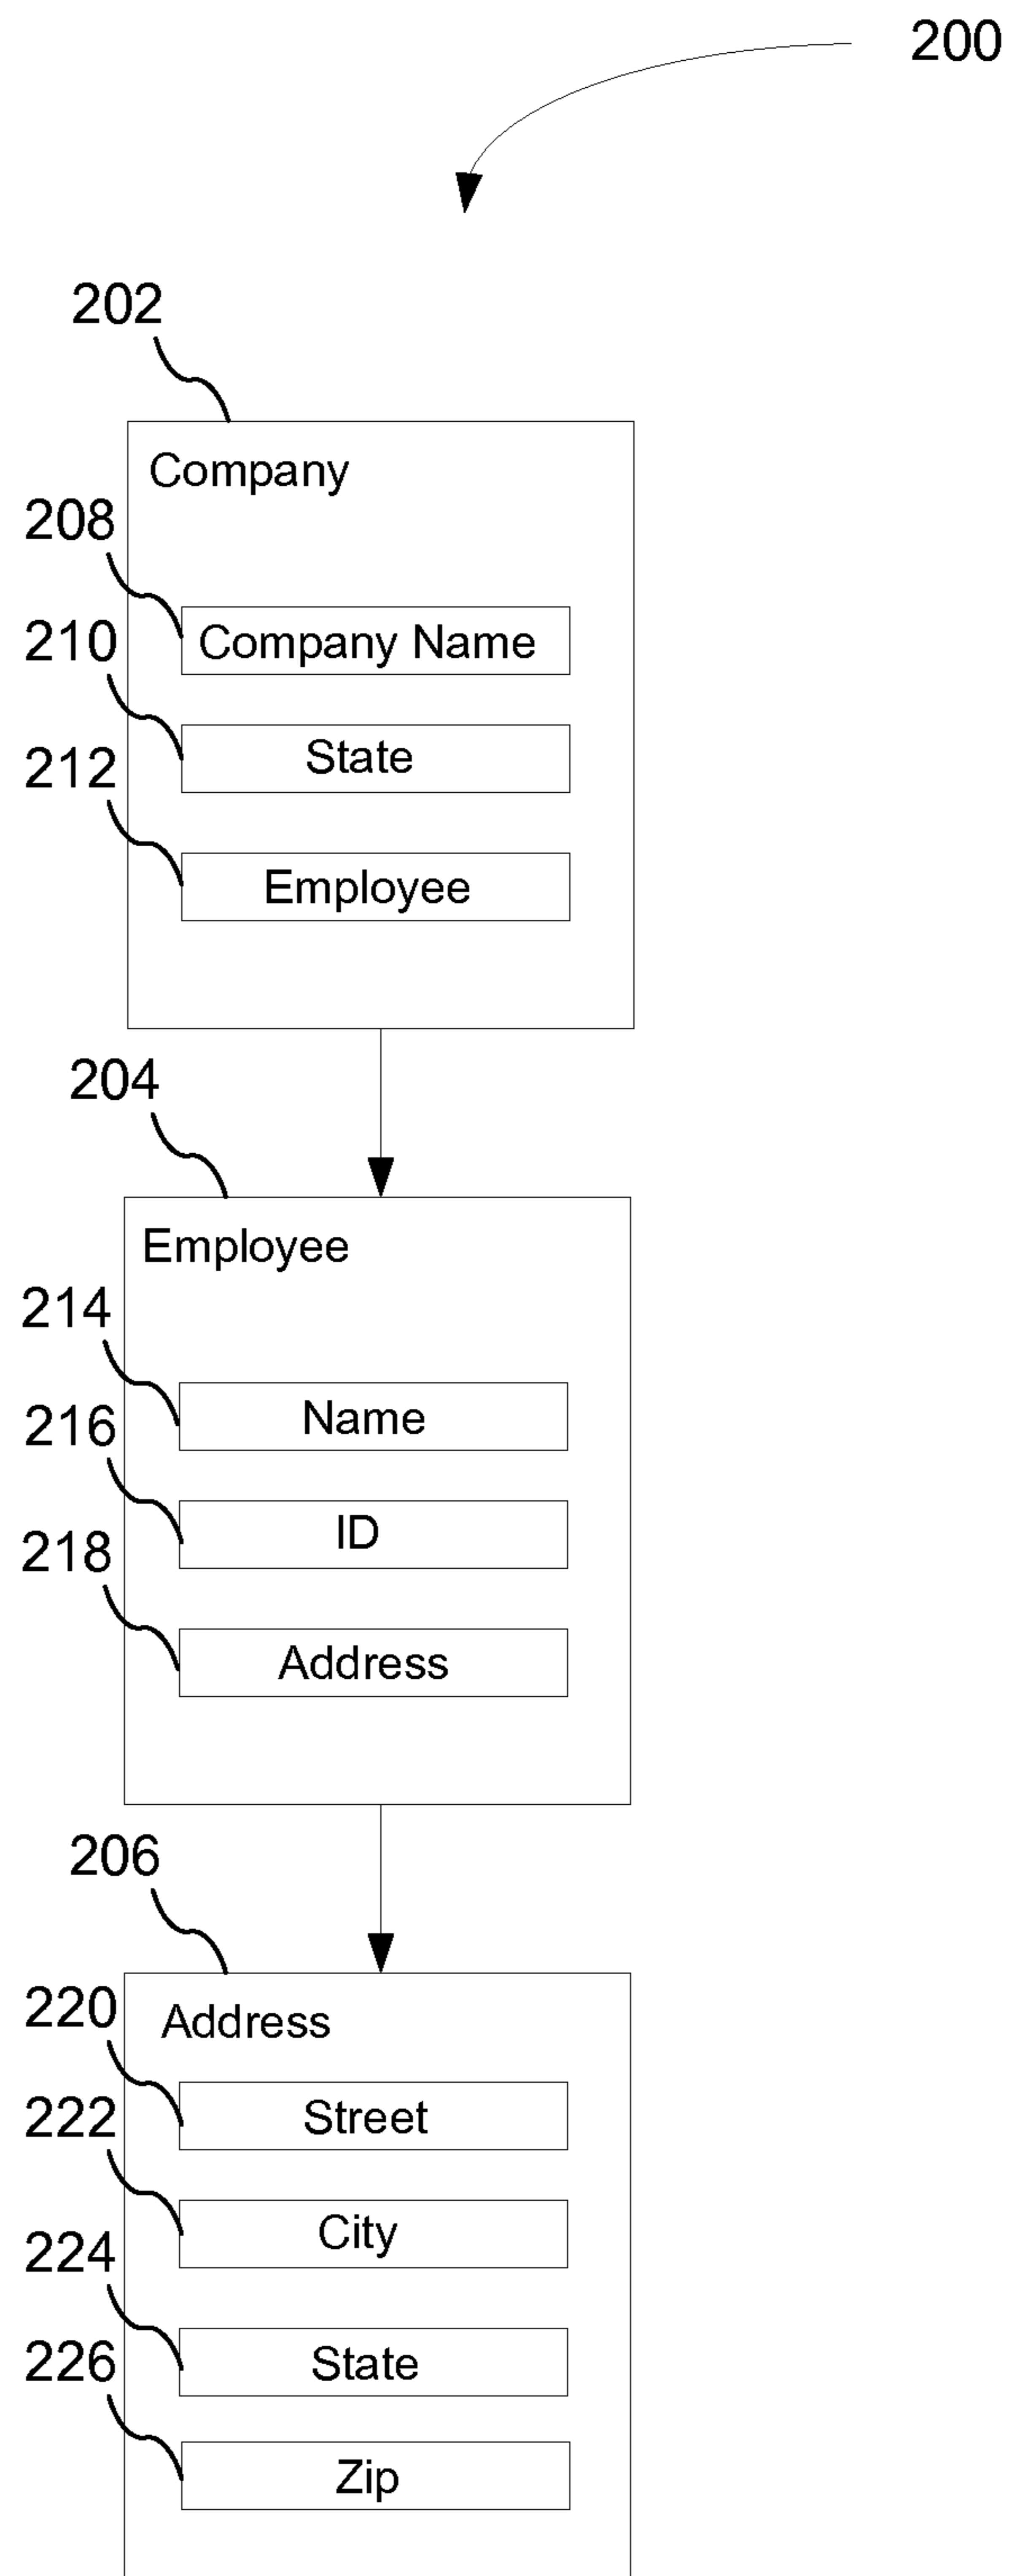 200
202
Company
208
Company Name
210
State
212
Employee
204
Employee
214
Name
216
ID
218
Address
206
Address
220
Street
222
City
224
State
226
Zip